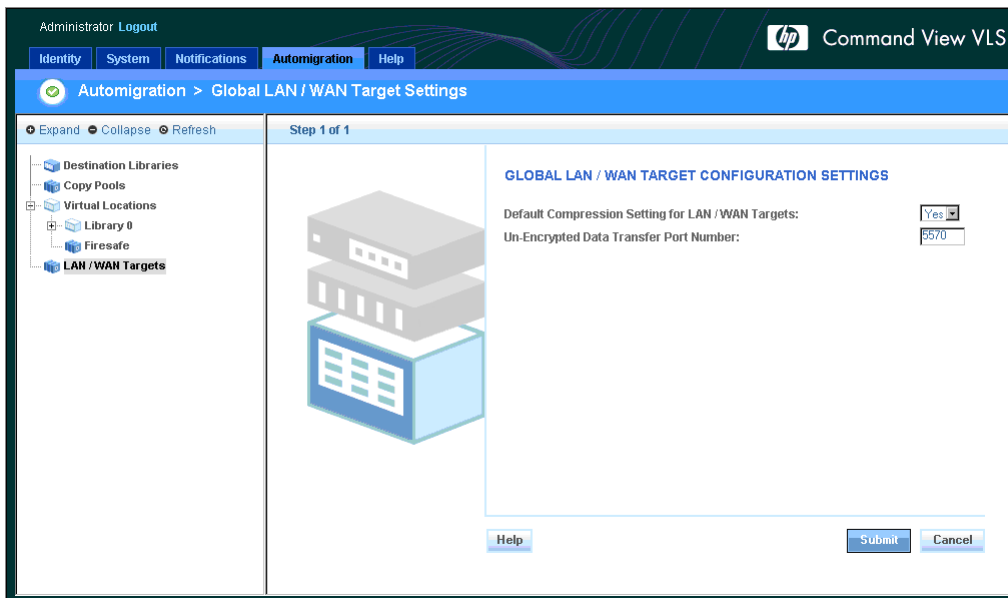 Administrator Logout
hp Command View VLS
Identity System Notifications Automigration Help
Automigration > Global LAN / WAN Target Settings
Expand Collapse Refresh
Step 1 of 1
Destination Libraries
Copy Pools
Virtual Locations
Library 0
Firesafe
LAN / WAN Targets
GLOBAL LAN / WAN TARGET CONFIGURATION SETTINGS
Default Compression Setting for LAN / WAN Targets: Yes
Un-Encrypted Data Transfer Port Number: 5570
Help Submit Cancel